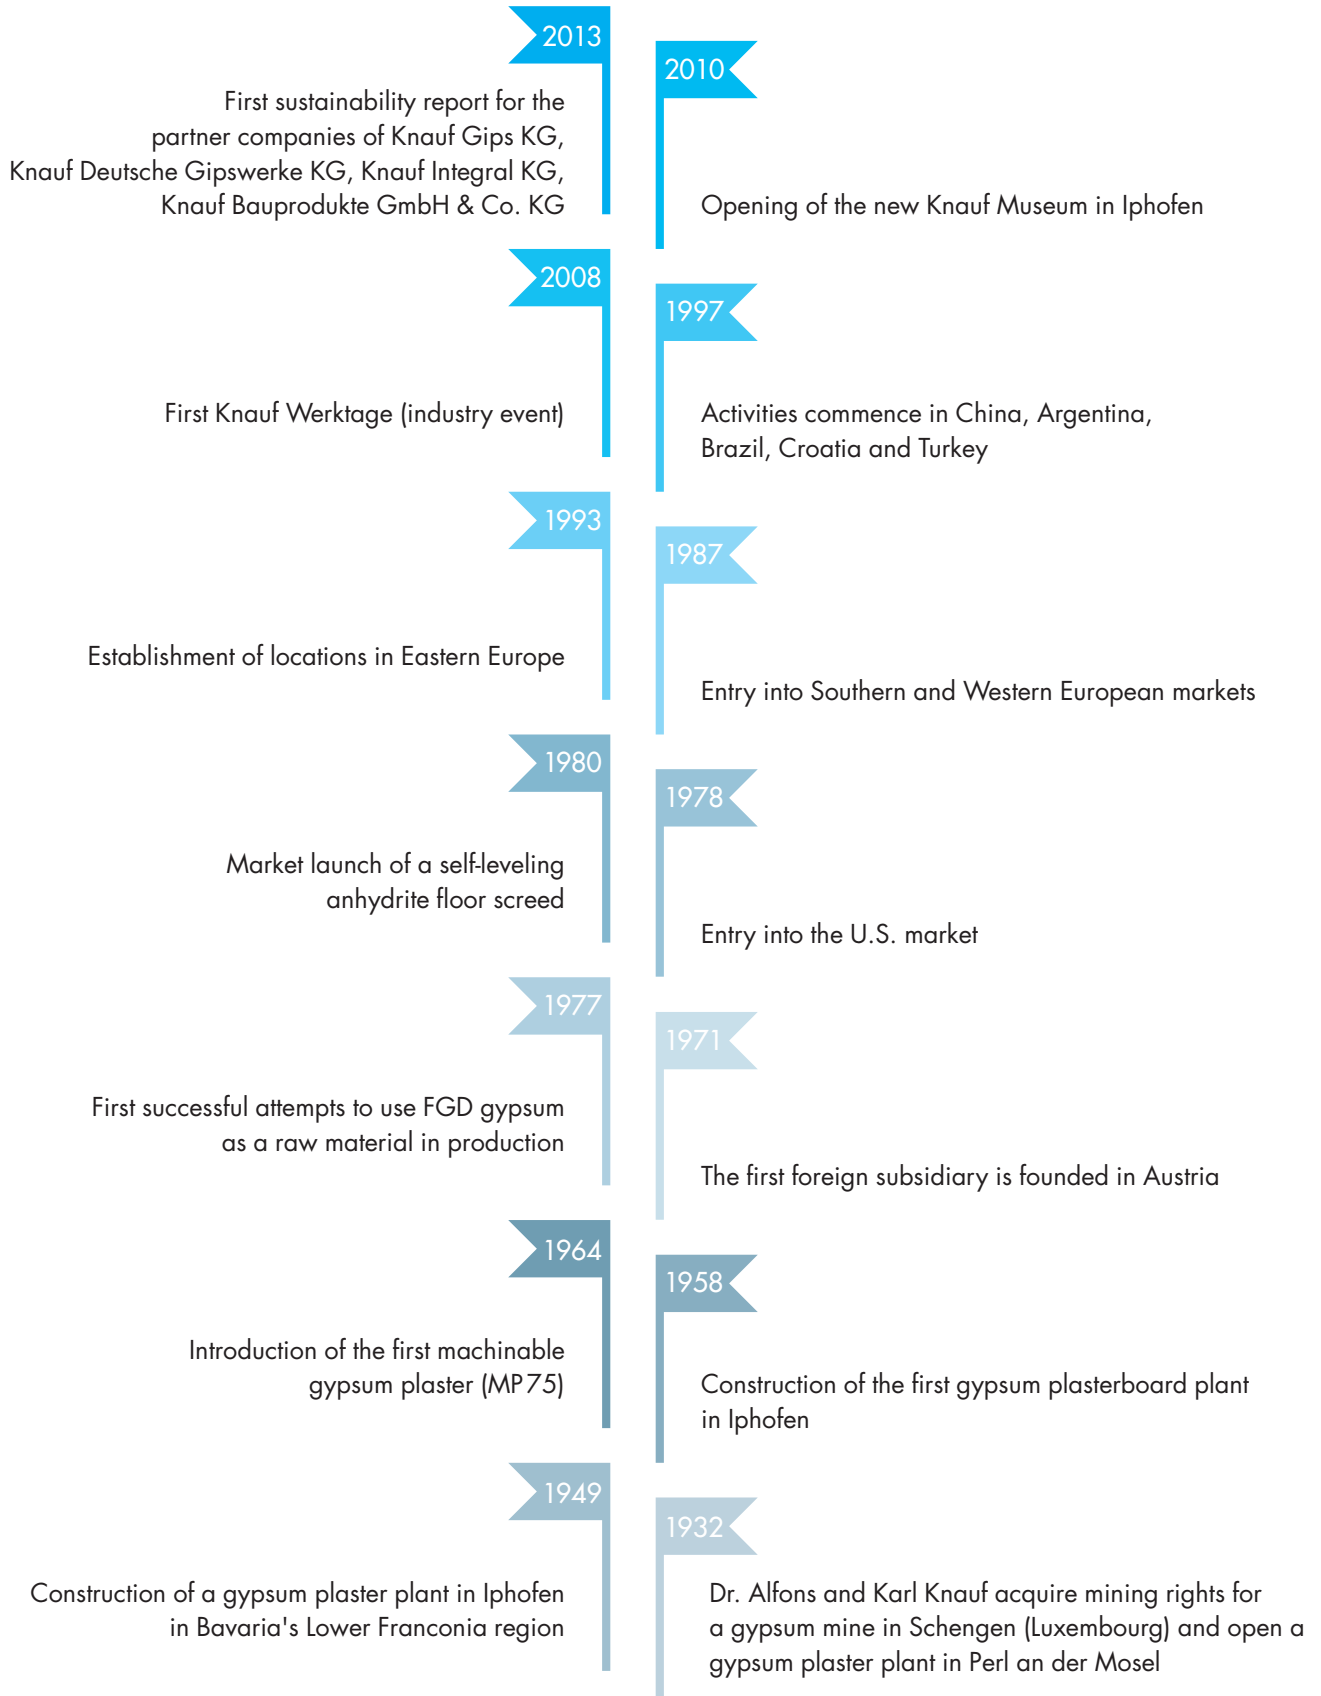 2013
First sustainability report for the
partner companies of Knauf Gips KG,
Knauf Deutsche Gipswerke KG, Knauf Integral KG,
Knauf Bauprodukte GmbH & Co. KG
2010
Opening of the new Knauf Museum in Iphofen
2008
First Knauf Werktage (industry event)
1997
Activities commence in China, Argentina,
Brazil, Croatia and Turkey
1993
Establishment of locations in Eastern Europe
1987
Entry into Southern and Western European markets
1980
Market launch of a self-leveling
anhydrite floor screed
1978
Entry into the U.S. market
1977
First successful attempts to use FGD gypsum
as a raw material in production
1971
The first foreign subsidiary is founded in Austria
1964
Introduction of the first machinable
gypsum plaster (MP75)
1958
Construction of the first gypsum plasterboard plant
in Iphofen
1949
Construction of a gypsum plaster plant in Iphofen
in Bavaria's Lower Franconia region
1932
Dr. Alfons and Karl Knauf acquire mining rights for
a gypsum mine in Schengen (Luxembourg) and open a
gypsum plaster plant in Perl an der Mosel